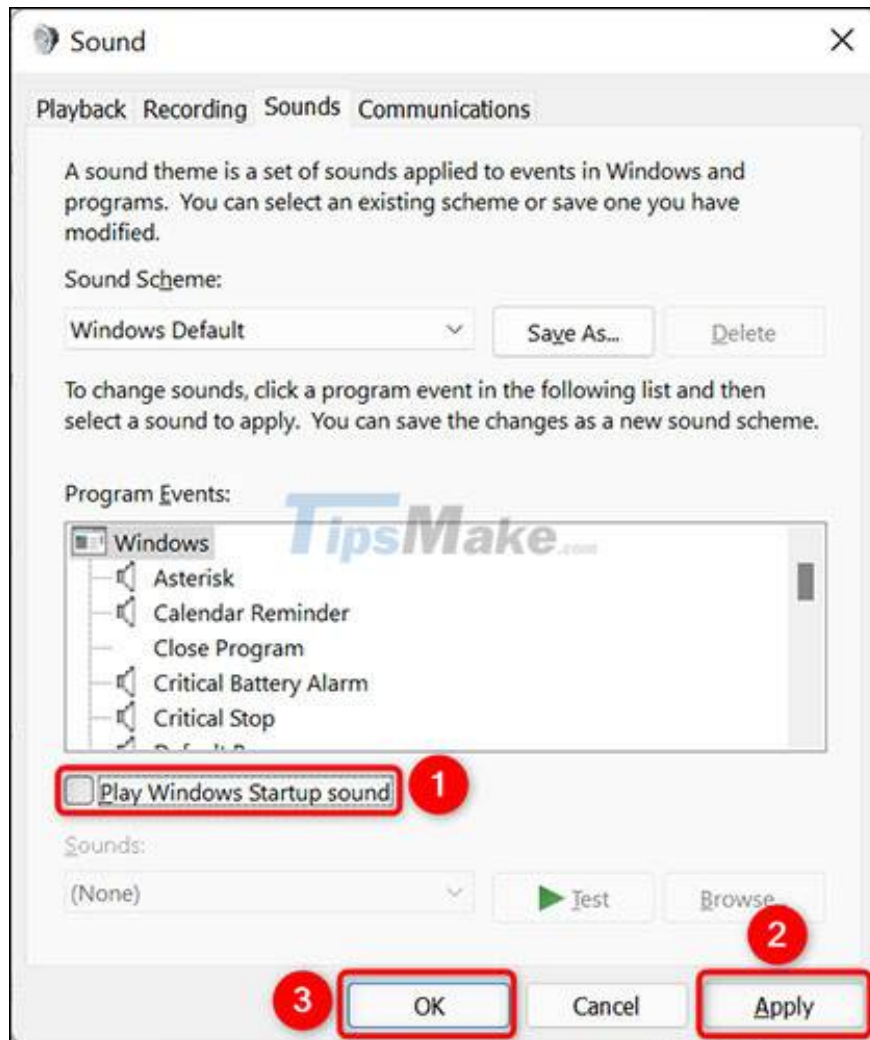 Sound
Playback Recording Sounds Communications
A sound theme is a set of sounds applied to events in Windows and
programs. You can select an existing scheme or save one you have
modified.
Sound Scheme:
Windows Default Save As... Delete
To change sounds, click a program event in the following list and then
select a sound to apply. You can save the changes as a new sound scheme.
Program Events:
TipsMake.com
Windows
Asterisk
Calendar Reminder
Close Program
Critical Battery Alarm
Critical Stop
Play Windows Startup sound 1
Sounds:
(None) Test Browse...
2
3 OK Cancel Apply